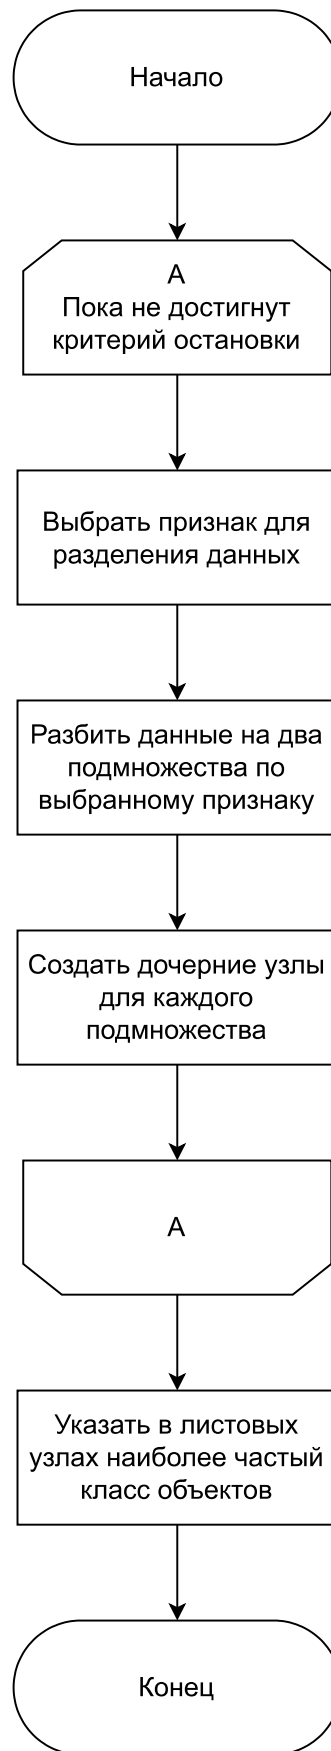 Начало
А
Пока не достигнут
критерий остановки
Выбрать признак для
разделения данных
Разбить данные на два
подмножества по
выбранному признаку
Создать дочерние узлы
для каждого
подмножества
А
Указать в листовых
узлах наиболее частый
класс объектов
Конец